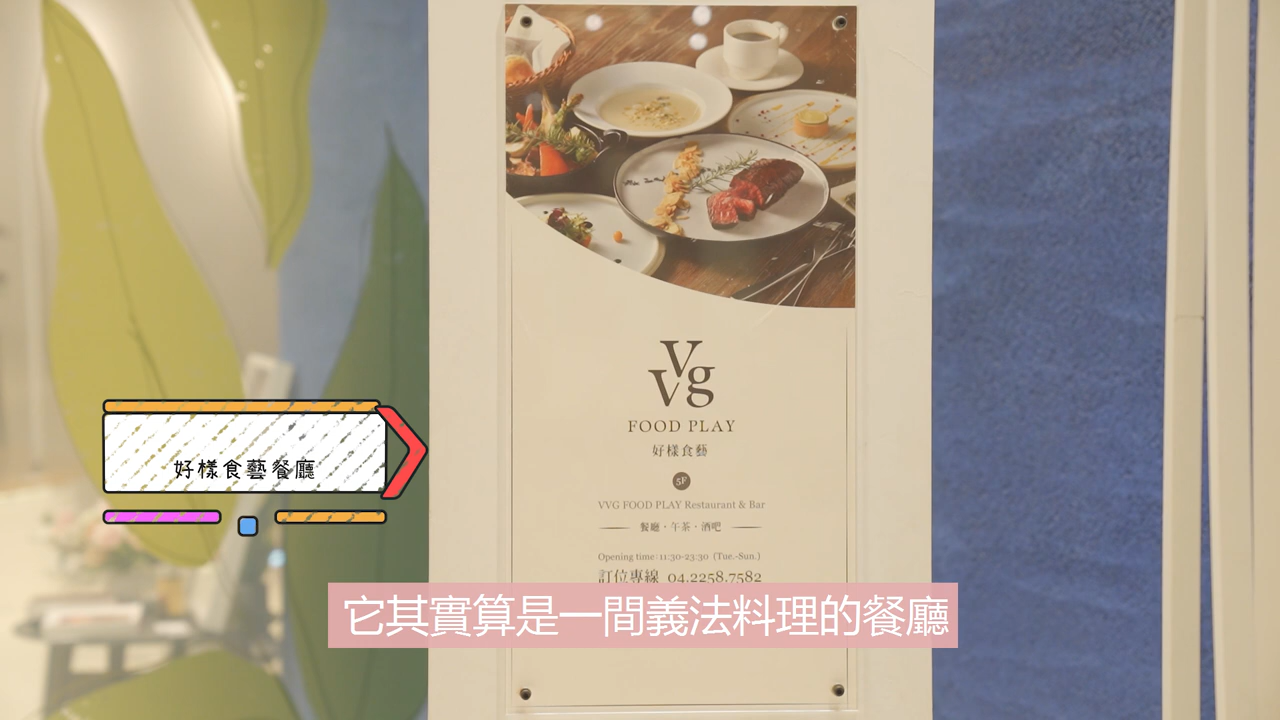 VVg
FOOD PLAY
好樣食藝
5F
VVG FOOD PLAY Restaurant & Bar
餐廳・午茶・酒吧
Opening time:11:30-23:30 (Tue.-Sun.)
訂位專線 04.2258.7582
好樣食藝餐廳
它其實算是一間義法料理的餐廳